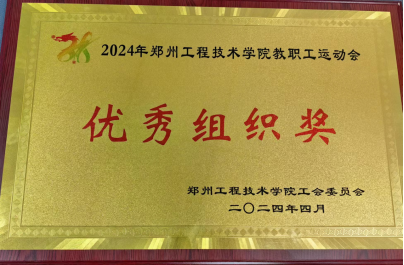 2024年郑州工程技术学院教职工运动会
优秀组织奖
郑州工程技术学院工会委员会
二〇二四年四月